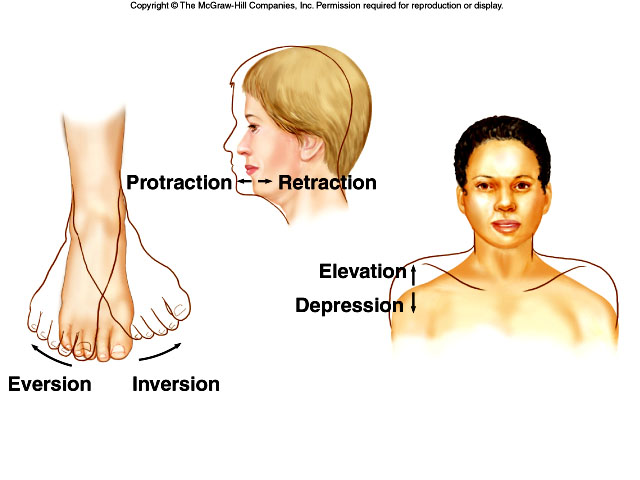 Copyright © The McGraw-Hill Companies, Inc. Permission required for reproduction or display.
Protraction
Retraction
Elevation
Depression
Eversion
Inversion